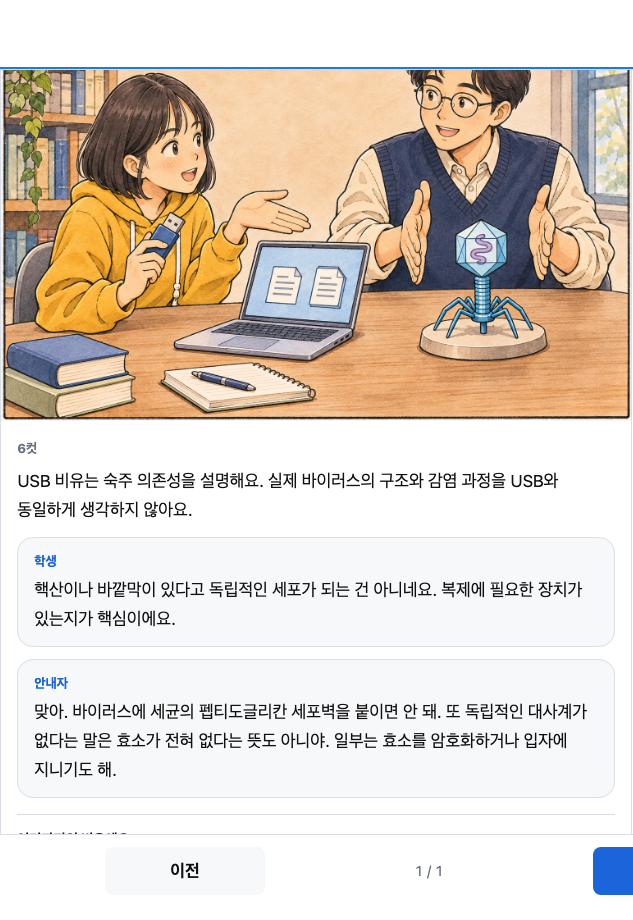 6컷
USB 비유는 숙주 의존성을 설명해요. 실제 바이러스의 구조와 감염 과정을 USB와
동일하게 생각하지 않아요.
학생
핵산이나 바깥막이 있다고 독립적인 세포가 되는 건 아니네요. 복제에 필요한 장치가
있는지가 핵심이에요.
안내자
맞아. 바이러스에 세균의 펩티도글리칸 세포벽을 붙이면 안 돼. 또 독립적인 대사계가
없다는 말은 효소가 전혀 없다는 뜻도 아니야. 일부는 효소를 암호화하거나 입자에
지니기도 해.
이전
1 / 1